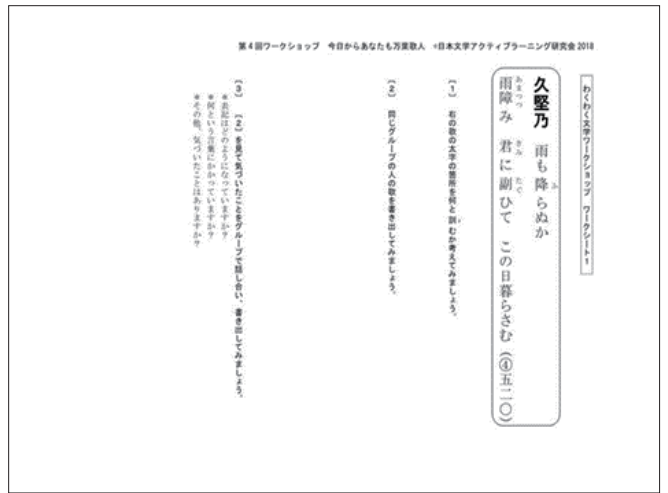 第4回ワークショップ　今日からあなたも万葉歌人　©日本文学アクティブラーニング研究会 2018
わくわく文学ワークショップ　ワークシート1
久堅乃　雨も降らぬか
ふ
雨障み　君に副ひて　この日暮らさむ（④五二〇）
あまつつ　きみ　たぐ
〔1〕　右の歌の太字の箇所を何と訓むか考えてみましょう。
よ
〔2〕　同じグループの人の歌を書き出してみましょう。
〔3〕　〔2〕を見て気づいたことをグループで話し合い、書き出してみましょう。
＊表記はどのようになっていますか？
＊何という言葉にかかっていますか？
＊その他、気づいたことはありますか？